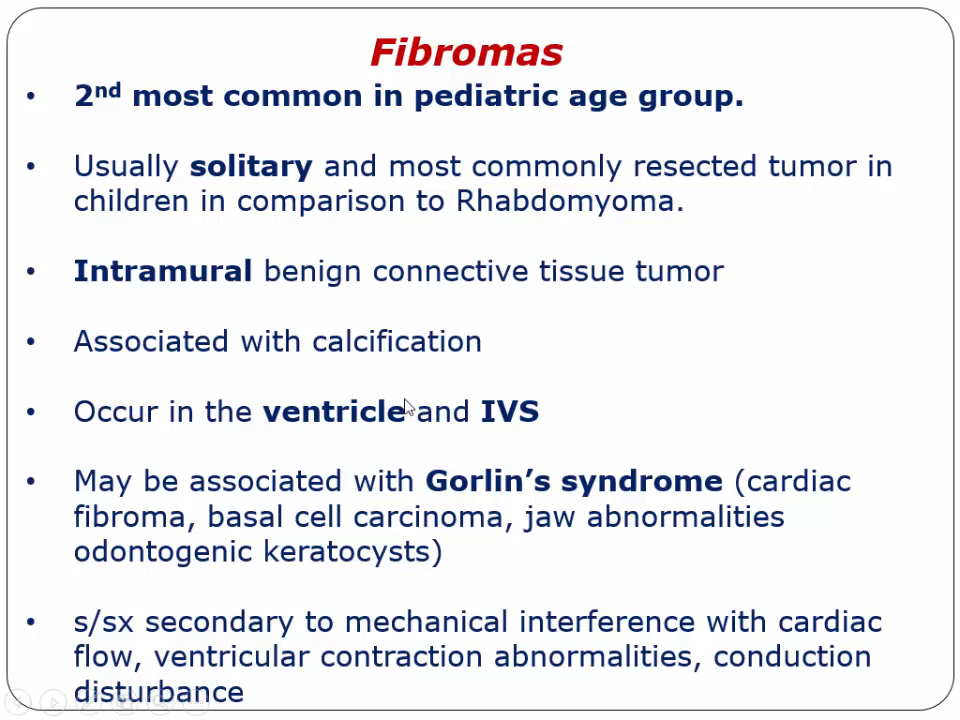 Fibromas
• 2nd most common in pediatric age group.
• Usually solitary and most commonly resected tumor in
children in comparison to Rhabdomyoma.
• Intramural benign connective tissue tumor
• Associated with calcification
• Occur in the ventricle and IVS
• May be associated with Gorlin’s syndrome (cardiac
fibroma, basal cell carcinoma, jaw abnormalities
odontogenic keratocysts)
• s/sx secondary to mechanical interference with cardiac
flow, ventricular contraction abnormalities, conduction
disturbance